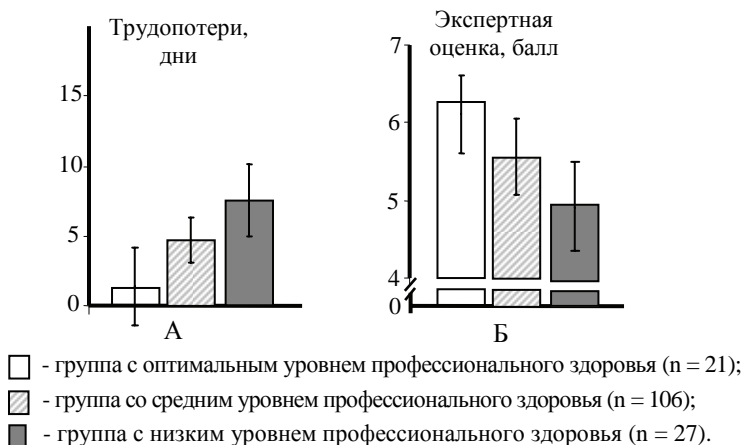 Трудопотери,
дни
15
10
5
0
А
Экспертная
оценка, балл
7
6
5
4
0
Б
- группа с оптимальным уровнем профессионального здоровья (n = 21);
- группа со средним уровнем профессионального здоровья (n = 106);
- группа с низким уровнем профессионального здоровья (n = 27).